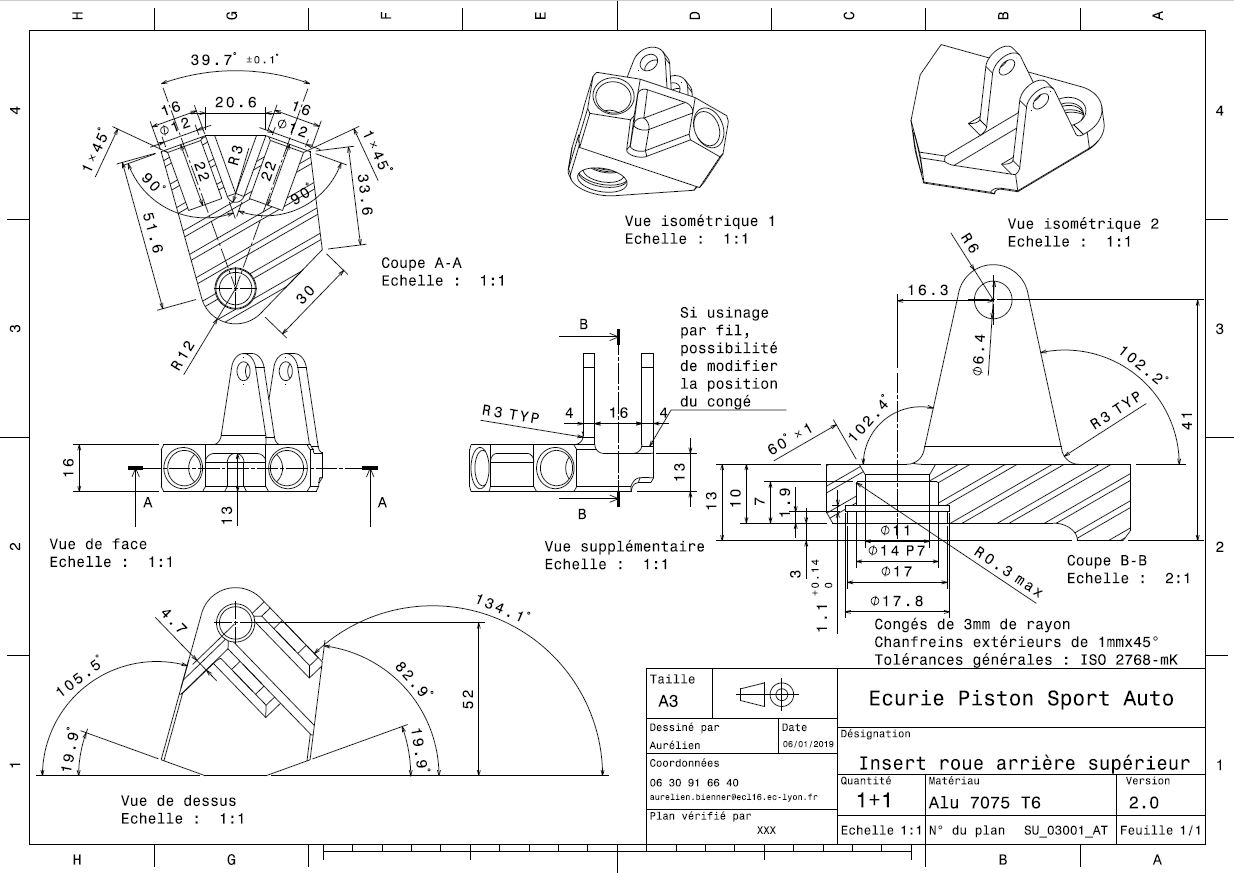 H G F E D C B A
4
39.7° ±0.1°
16 20.6 16
Φ12 Φ12
1×45° 1×45°
R3
22 22
90° 90°
51.6
33.6
30
R12
Coupe A-A
Echelle : 1:1
Vue isométrique 1
Echelle : 1:1
Vue isométrique 2
Echelle : 1:1
4
3
16
13
A A
Vue de face
Echelle : 1:1
B
R3 TYP
4 16 4
13
B
Si usinage
par fil,
possibilité
de modifier
la position
du congé
Vue supplémentaire
Echelle : 1:1
R6
16.3
Φ6.4
102.2°
102.4°
60°×1
R3 TYP
41
13
10
7
1.9
3
1.1 +0.14 0
Φ11
Φ14 P7
Φ17
Φ17.8
R0.3 max
Coupe B-B
Echelle : 2:1
3
2
2
4.7
105.5°
19.9°
134.1°
82.9°
52
19.9°
Vue de dessus
Echelle : 1:1
Congés de 3mm de rayon
Chanfreins extérieurs de 1mmx45°
Tolérances générales : ISO 2768-mK
1
1
Taille
A3
Ecurie Piston Sport Auto
Dessiné par
Aurélien
Date
06/01/2019
Désignation
Insert roue arrière supérieur
Coordonnées
06 30 91 66 40
aurelien.bienner@ecl16.ec-lyon.fr
Quantité
1+1
Matériau
Alu 7075 T6
Version
2.0
Plan vérifié par
XXX
Echelle 1:1
N° du plan SU_03001_AT
Feuille 1/1
H G B A